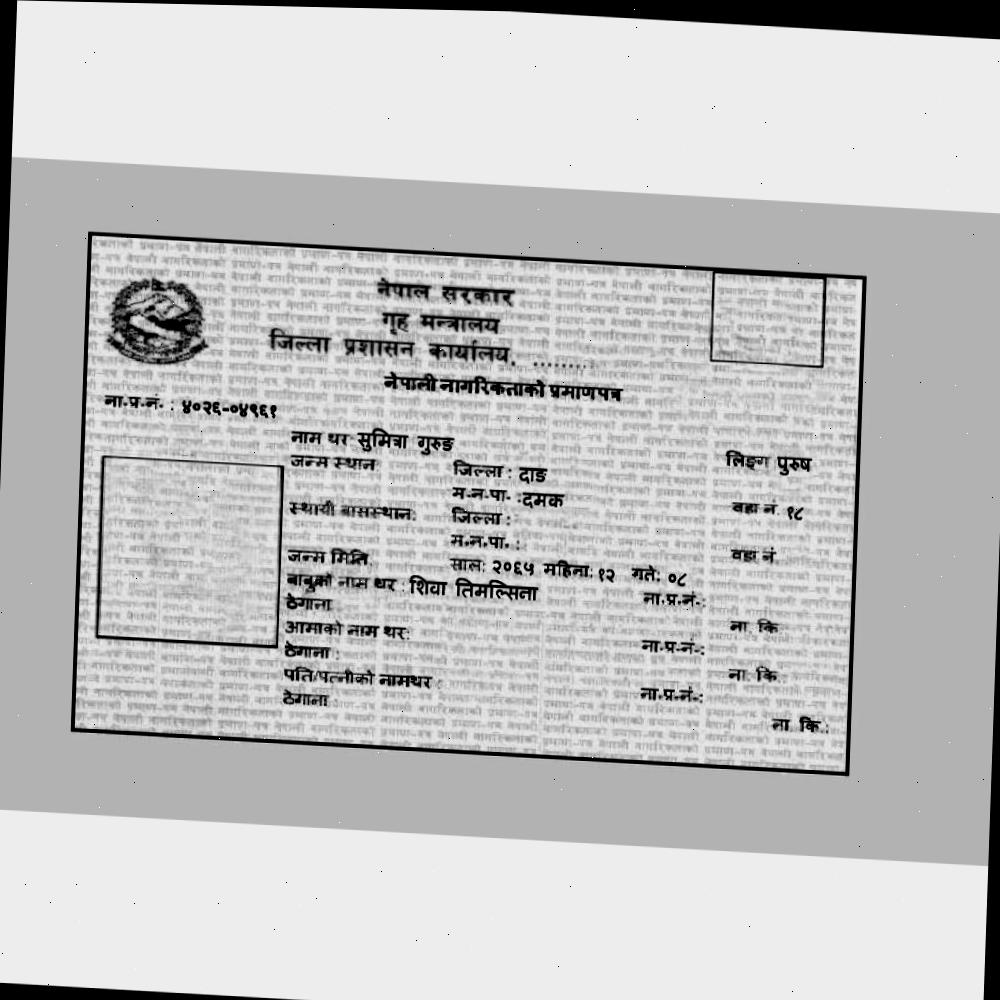 नेपाल सरकार
गृह मन्त्रालय
जिल्ला प्रशासन कार्यालय, ........
नेपाली नागरिकताको प्रमाणपत्र
ना.प्र.नं. : ४०२६-०४९६१
नाम थर सुमित्रा गुरुङ लिङ्ग पुरुष
जन्म स्थान जिल्ला : दाङ
म.न.पा. :दमक वडा नं. १८
स्थायी बासस्थान: जिल्ला :
म.न.पा. : वडा नं
जन्म मिति साल: २०६५ महिना: १२ गते: ०८
बाबुको नाम थर : शिवा तिमल्सिना ना.प्र.नं.:
ठेगाना ना. कि
आमाको नाम थर: ना.प्र.नं.:
ठेगाना : ना. कि.:
पति/पत्नीको नामथर : ना.प्र.नं.:
ठेगाना : ना. कि.: